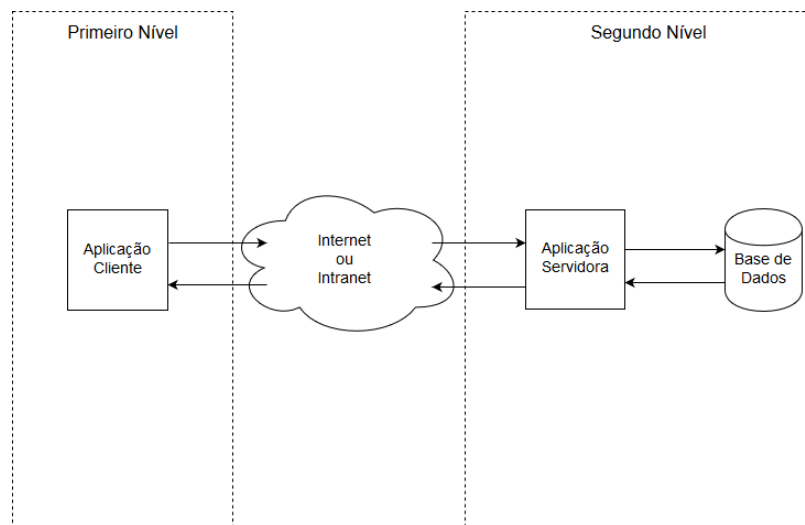 Primeiro Nível
Segundo Nível
Aplicação
Cliente
Internet
ou
Intranet
Aplicação
Servidora
Base de
Dados